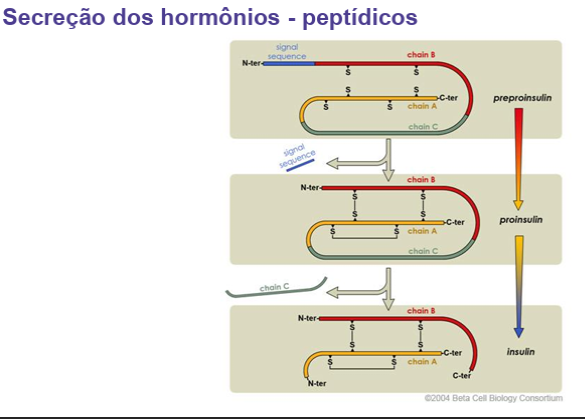 Secreção dos hormônios - peptídicos
signal
sequence
N-ter
chain B
S S
S S
C-ter
S S
chain A
chain C
preproinsulin
signal
sequence
chain B
N-ter
S S
S S
C-ter
S S
chain A
chain C
proinsulin
chain C
chain B
N-ter
S S
S S
C-ter
S S
chain A
C-ter
N-ter
insulin
©2004 Beta Cell Biology Consortium